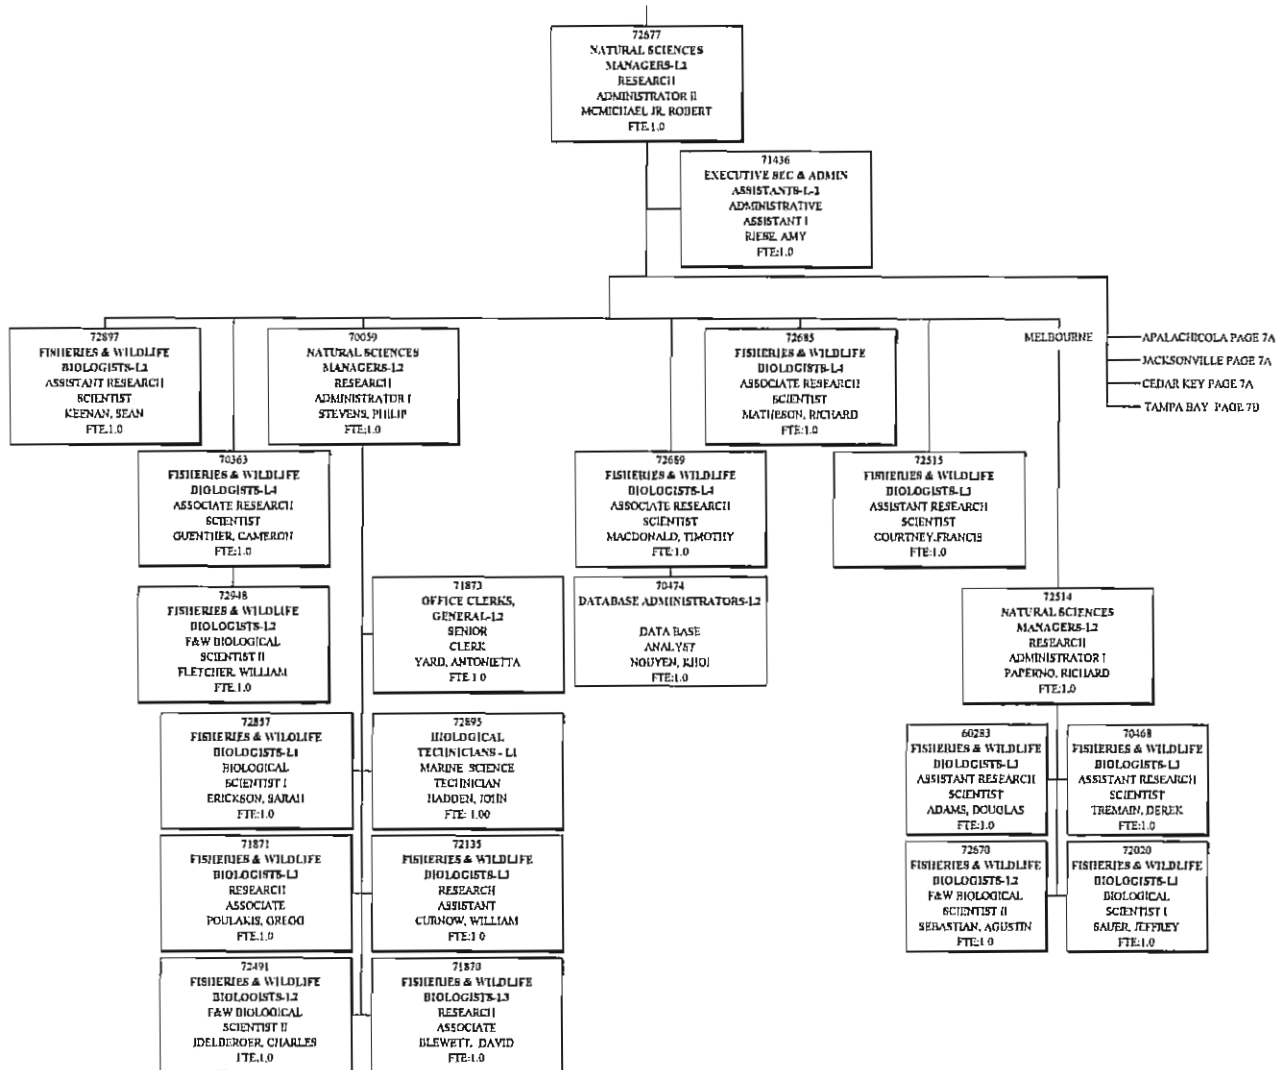 72677
NATURAL SCIENCES
MANAGERS-L2
RESEARCH
ADMINISTRATOR II
MCMICHAEL JR, ROBERT
FTE:1.0
71436
EXECUTIVE SEC & ADMIN
ASSISTANTS-L-2
ADMINISTRATIVE
ASSISTANT I
RIESE, AMY
FTE:1.0
72897
FISHERIES & WILDLIFE
BIOLOGISTS-L3
ASSISTANT RESEARCH
SCIENTIST
KEENAN, SEAN
FTE:1.0
70059
NATURAL SCIENCES
MANAGERS-L2
RESEARCH
ADMINISTRATOR I
STEVENS, PHILIP
FTE:1.0
72685
FISHERIES & WILDLIFE
BIOLOGISTS-L4
ASSOCIATE RESEARCH
SCIENTIST
MATHESON, RICHARD
FTE:1.0
MELBOURNE
APALACHICOLA PAGE 7A
JACKSONVILLE PAGE 7A
CEDAR KEY PAGE 7A
TAMPA BAY PAGE 7B
70363
FISHERIES & WILDLIFE
BIOLOGISTS-L4
ASSOCIATE RESEARCH
SCIENTIST
GUENTHER, CAMERON
FTE:1.0
72689
FISHERIES & WILDLIFE
BIOLOGISTS-L4
ASSOCIATE RESEARCH
SCIENTIST
MACDONALD, TIMOTHY
FTE:1.0
72515
FISHERIES & WILDLIFE
BIOLOGISTS-L3
ASSISTANT RESEARCH
SCIENTIST
COURTNEY,FRANCIS
FTE:1.0
72948
FISHERIES & WILDLIFE
BIOLOGISTS-L2
F&W BIOLOGICAL
SCIENTIST II
FLETCHER, WILLIAM
FTE:1.0
71873
OFFICE CLERKS,
GENERAL-L2
SENIOR
CLERK
YARD, ANTONIETTA
FTE 1.0
70474
DATABASE ADMINISTRATORS-L2
DATA BASE
ANALYST
NGUYEN, KHOI
FTE:1.0
72514
NATURAL SCIENCES
MANAGERS-L2
RESEARCH
ADMINISTRATOR I
PAPERNO, RICHARD
FTE:1.0
72857
FISHERIES & WILDLIFE
BIOLOGISTS-L1
BIOLOGICAL
SCIENTIST I
ERICKSON, SARAH
FTE:1.0
72895
BIOLOGICAL
TECHNICIANS - L1
MARINE SCIENCE
TECHNICIAN
HADDEN, JOHN
FTE: 1.00
60283
FISHERIES & WILDLIFE
BIOLOGISTS-L3
ASSISTANT RESEARCH
SCIENTIST
ADAMS, DOUGLAS
FTE:1.0
70468
FISHERIES & WILDLIFE
BIOLOGISTS-L3
ASSISTANT RESEARCH
SCIENTIST
TREMAIN, DEREK
FTE:1.0
71871
FISHERIES & WILDLIFE
BIOLOGISTS-L3
RESEARCH
ASSOCIATE
POULAKIS, GREGG
FTE:1.0
72135
FISHERIES & WILDLIFE
BIOLOGISTS-L3
RESEARCH
ASSISTANT
CURNOW, WILLIAM
FTE:1.0
72670
FISHERIES & WILDLIFE
BIOLOGISTS-L2
F&W BIOLOGICAL
SCIENTIST II
SEBASTIAN, AGUSTIN
FTE:1.0
72020
FISHERIES & WILDLIFE
BIOLOGISTS-L1
BIOLOGICAL
SCIENTIST I
SAUER, JEFFREY
FTE:1.0
72491
FISHERIES & WILDLIFE
BIOLOGISTS-L2
F&W BIOLOGICAL
SCIENTIST II
IDELBERGER, CHARLES
FTE:1.0
71870
FISHERIES & WILDLIFE
BIOLOGISTS-L3
RESEARCH
ASSOCIATE
BLEWETT, DAVID
FTE:1.0